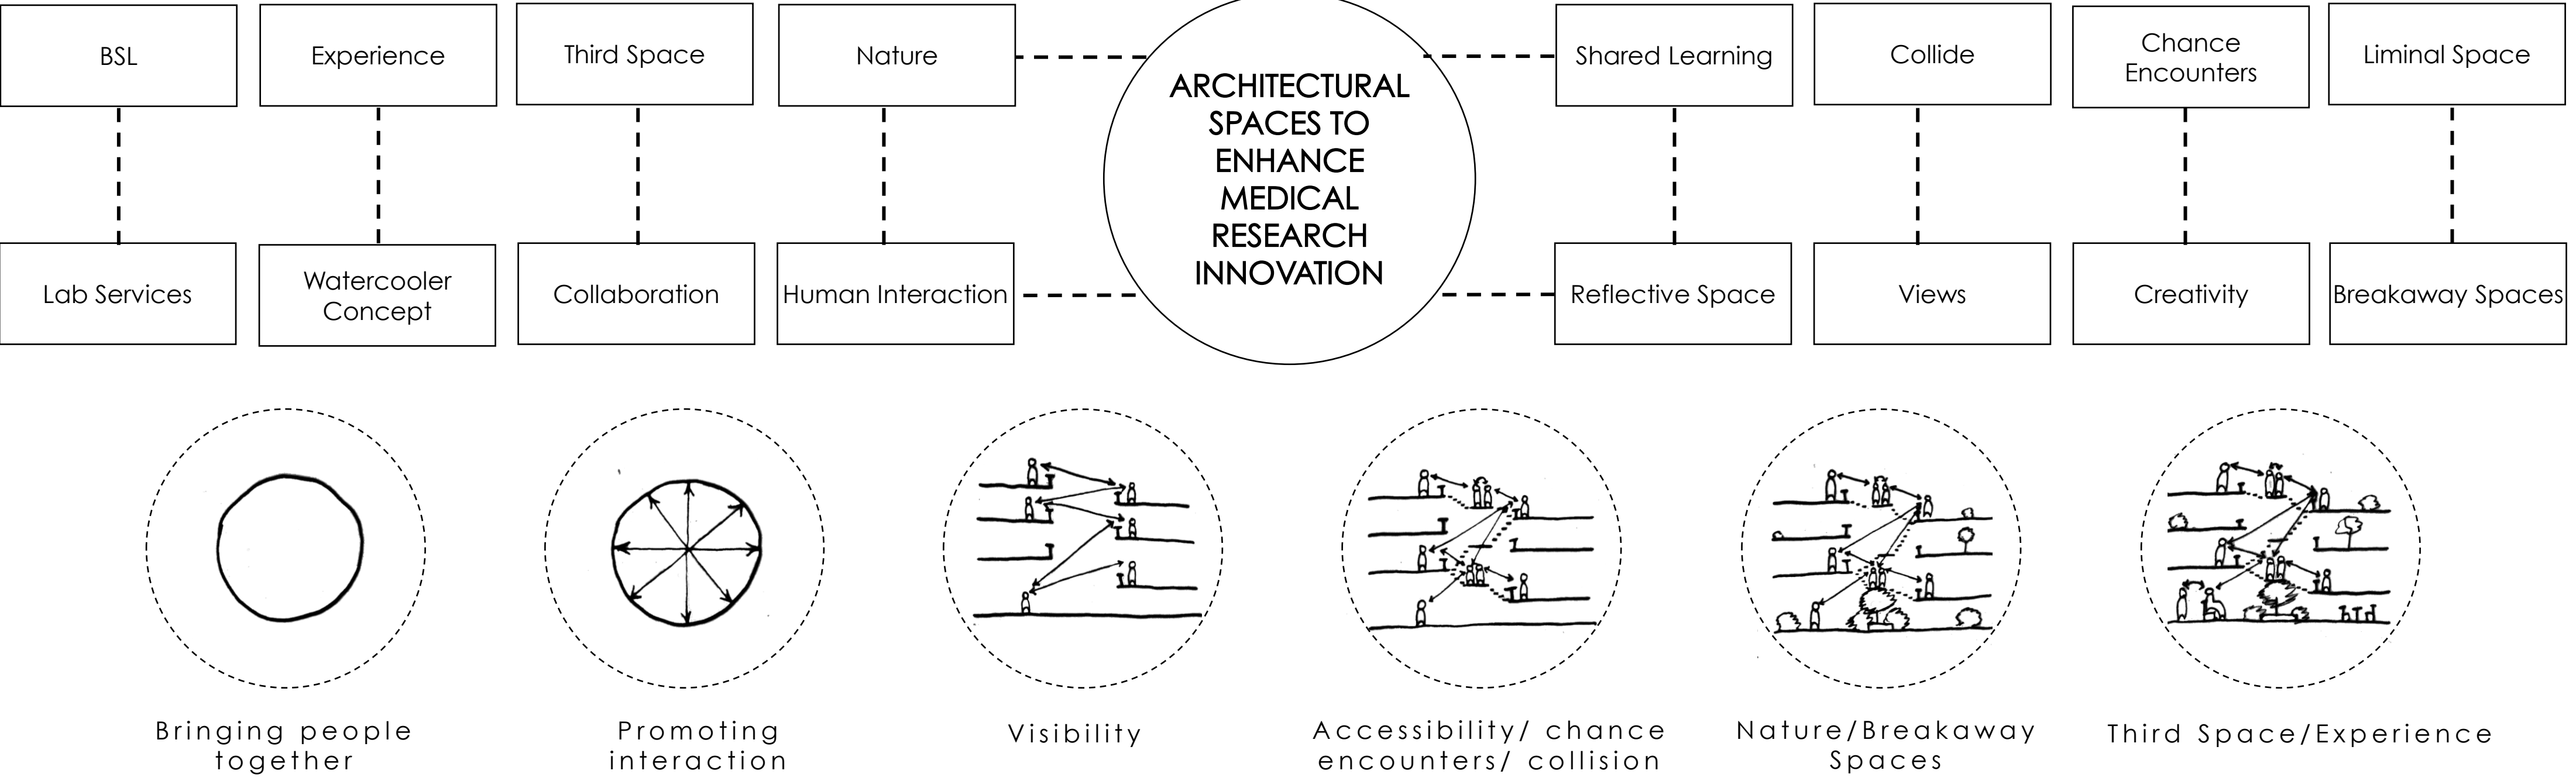 BSL
Experience
Third Space
Nature
ARCHITECTURAL
SPACES TO
ENHANCE
MEDICAL
RESEARCH
INNOVATION
Shared Learning
Collide
Chance
Encounters
Liminal Space
Lab Services
Watercooler
Concept
Collaboration
Human Interaction
Reflective Space
Views
Creativity
Breakaway Spaces
Bringing people
together
Promoting
interaction
Visibility
Accessibility/ chance
encounters/ collision
Nature/Breakaway
Spaces
Third Space/Experience